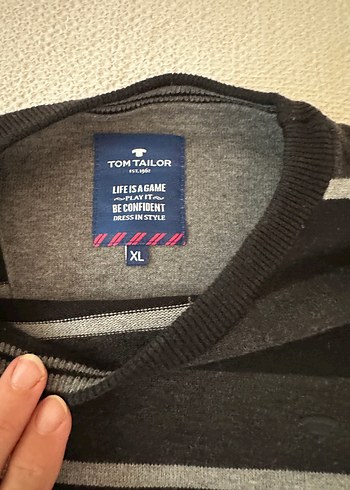 TOM TAILOR
EST. 1962
LIFE IS A GAME
PLAY IT
BE CONFIDENT
DRESS IN STYLE
XL